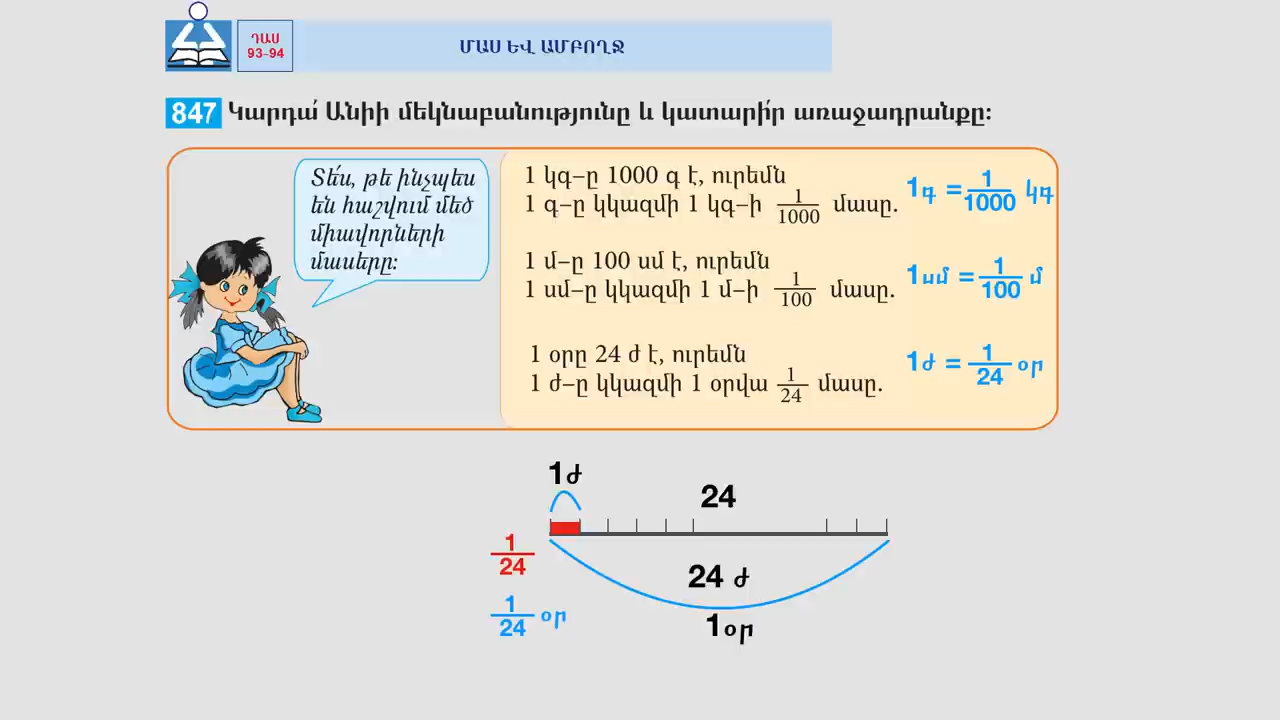 ԴԱՍ
93–94
ՄԱՍ ԵՎ ԱՄԲՈՂՋ
847 Կարդա՛ Անիի մեկնաբանությունը և կատարի՛ր առաջադրանքը։
Տե՛ս, թե ինչպես
են հաշվում մեծ
միավորների
մասերը։
1 կգ–ը 1000 գ է, ուրեմն
1 գ–ը կկազմի 1 կգ–ի 1/1000 մասը.
1գ = 1/1000 կգ
1 մ–ը 100 սմ է, ուրեմն
1 սմ–ը կկազմի 1 մ–ի 1/100 մասը.
1սմ = 1/100 մ
1 օրը 24 ժ է, ուրեմն
1 ժ–ը կկազմի 1 օրվա 1/24 մասը.
1ժ = 1/24 օր
1ժ
24
1/24
24 ժ
1/24 օր
1օր